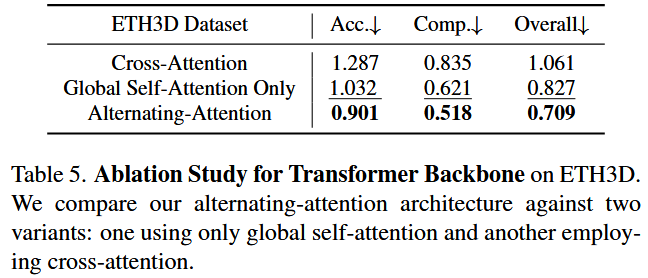 ETH3D Dataset Acc.↓ Comp.↓ Overall↓
Cross-Attention 1.287 0.835 1.061
Global Self-Attention Only 1.032 0.621 0.827
Alternating-Attention 0.901 0.518 0.709
Table 5. Ablation Study for Transformer Backbone on ETH3D.
We compare our alternating-attention architecture against two
variants: one using only global self-attention and another employ-
ing cross-attention.